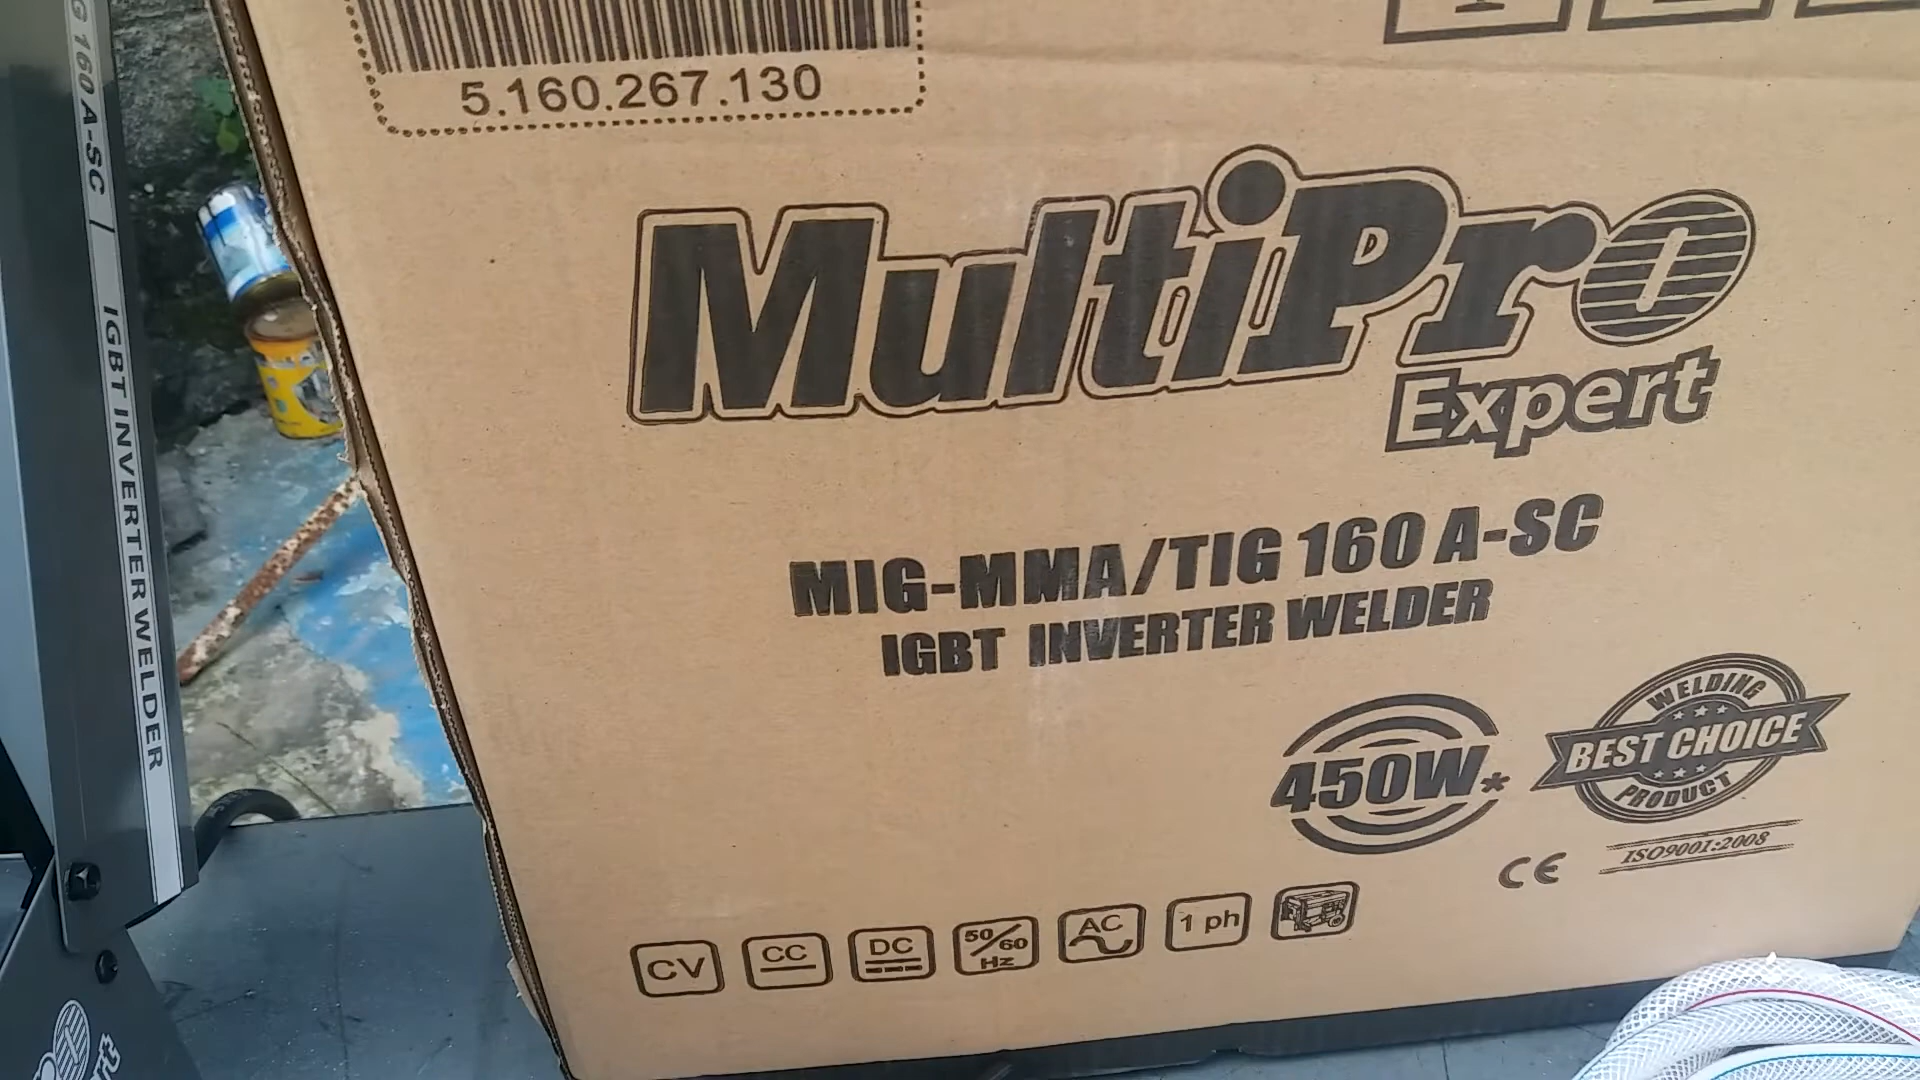 5.160.267.130
MultiPro
Expert
MIG-MMA/TIG 160 A-SC
IGBT INVERTER WELDER
450W*
WELDING
BEST CHOICE
PRODUCT
CE
ISO9001:2008
CV
CC
DC
50/60
Hz
AC
1 ph
G 160 A-SC | IGBT INVERTER WELDER